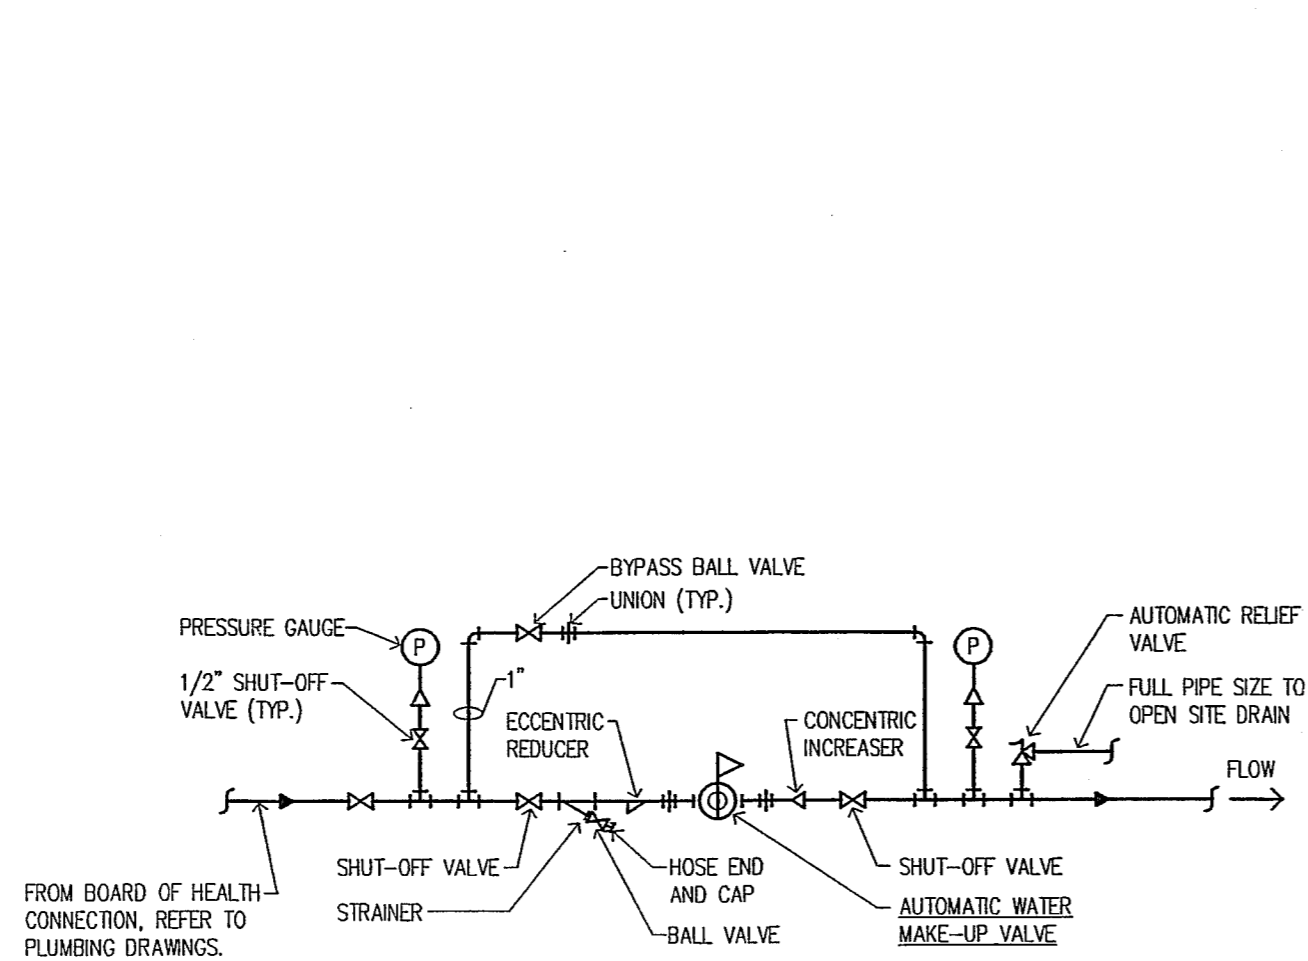 BYPASS BALL VALVE
UNION (TYP.)
PRESSURE GAUGE
P
P
AUTOMATIC RELIEF
VALVE
1/2" SHUT-OFF
VALVE (TYP.)
1"
FULL PIPE SIZE TO
OPEN SITE DRAIN
ECCENTRIC
REDUCER
CONCENTRIC
INCREASER
FLOW
SHUT-OFF VALVE
HOSE END
AND CAP
SHUT-OFF VALVE
FROM BOARD OF HEALTH
CONNECTION, REFER TO
PLUMBING DRAWINGS.
STRAINER
BALL VALVE
AUTOMATIC WATER
MAKE-UP VALVE